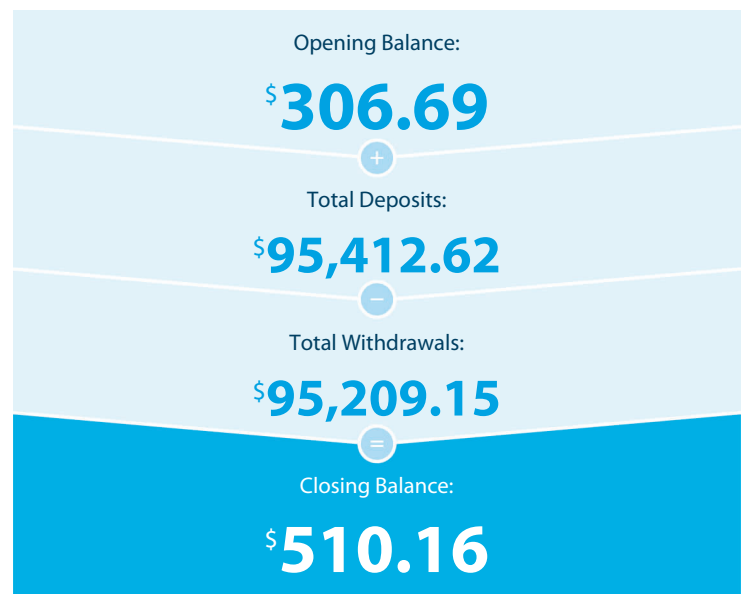 Opening Balance:
$306.69
+
Total Deposits:
$95,412.62
−
Total Withdrawals:
$95,209.15
=
Closing Balance:
$510.16